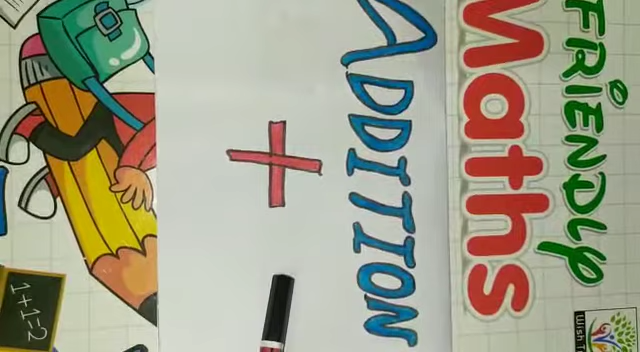 FRIENDLY
Maths
ADDITION
+
1+1=2